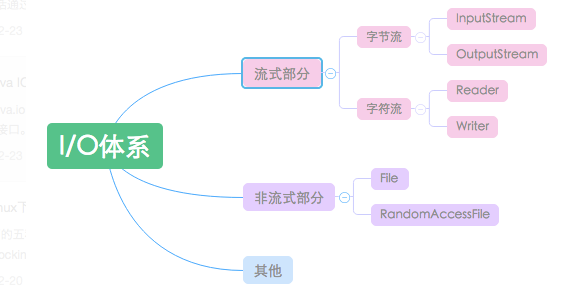 I/O体系
流式部分
字节流
InputStream
OutputStream
字符流
Reader
Writer
非流式部分
File
RandomAccessFile
其他